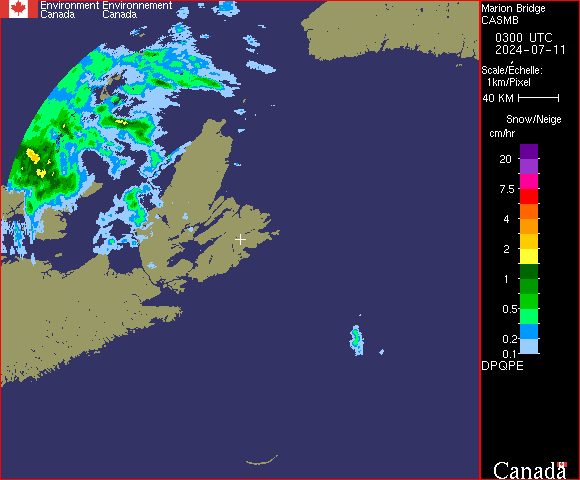 Environment Environnement
Canada Canada
Marion Bridge
CASMB
0300 UTC
2024-07-11
Scale/Echelle:
1km/Pixel
40 KM
Snow/Neige
cm/hr
20
7.5
4
2
1
0.5
0.2
0.1
DPQPE
Canada